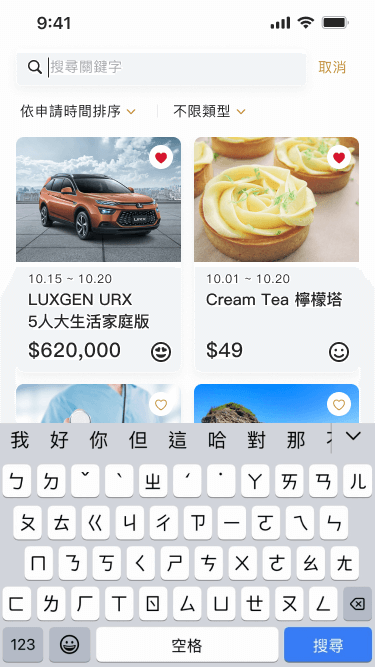 9:41
搜尋關鍵字
取消
依申請時間排序
不限類型
10.15 ~ 10.20
LUXGEN URX
5人大生活家庭版
$620,000
10.01 ~ 10.20
Cream Tea 檸檬塔
$49
我 好 你 但 這 哈 對 那
ㄅ ㄉ ˇ ˋ ㄓ ˊ ˙ ㄚ ㄞ ㄢ ㄦ
ㄆ ㄊ ㄍ ㄐ ㄔ ㄗ ㄧ ㄛ ㄟ ㄣ
ㄇ ㄋ ㄎ ㄑ ㄕ ㄘ ㄨ ㄜ ㄠ ㄤ
ㄈ ㄌ ㄏ ㄒ ㄖ ㄙ ㄩ ㄝ ㄡ ㄥ
123 空格 搜尋